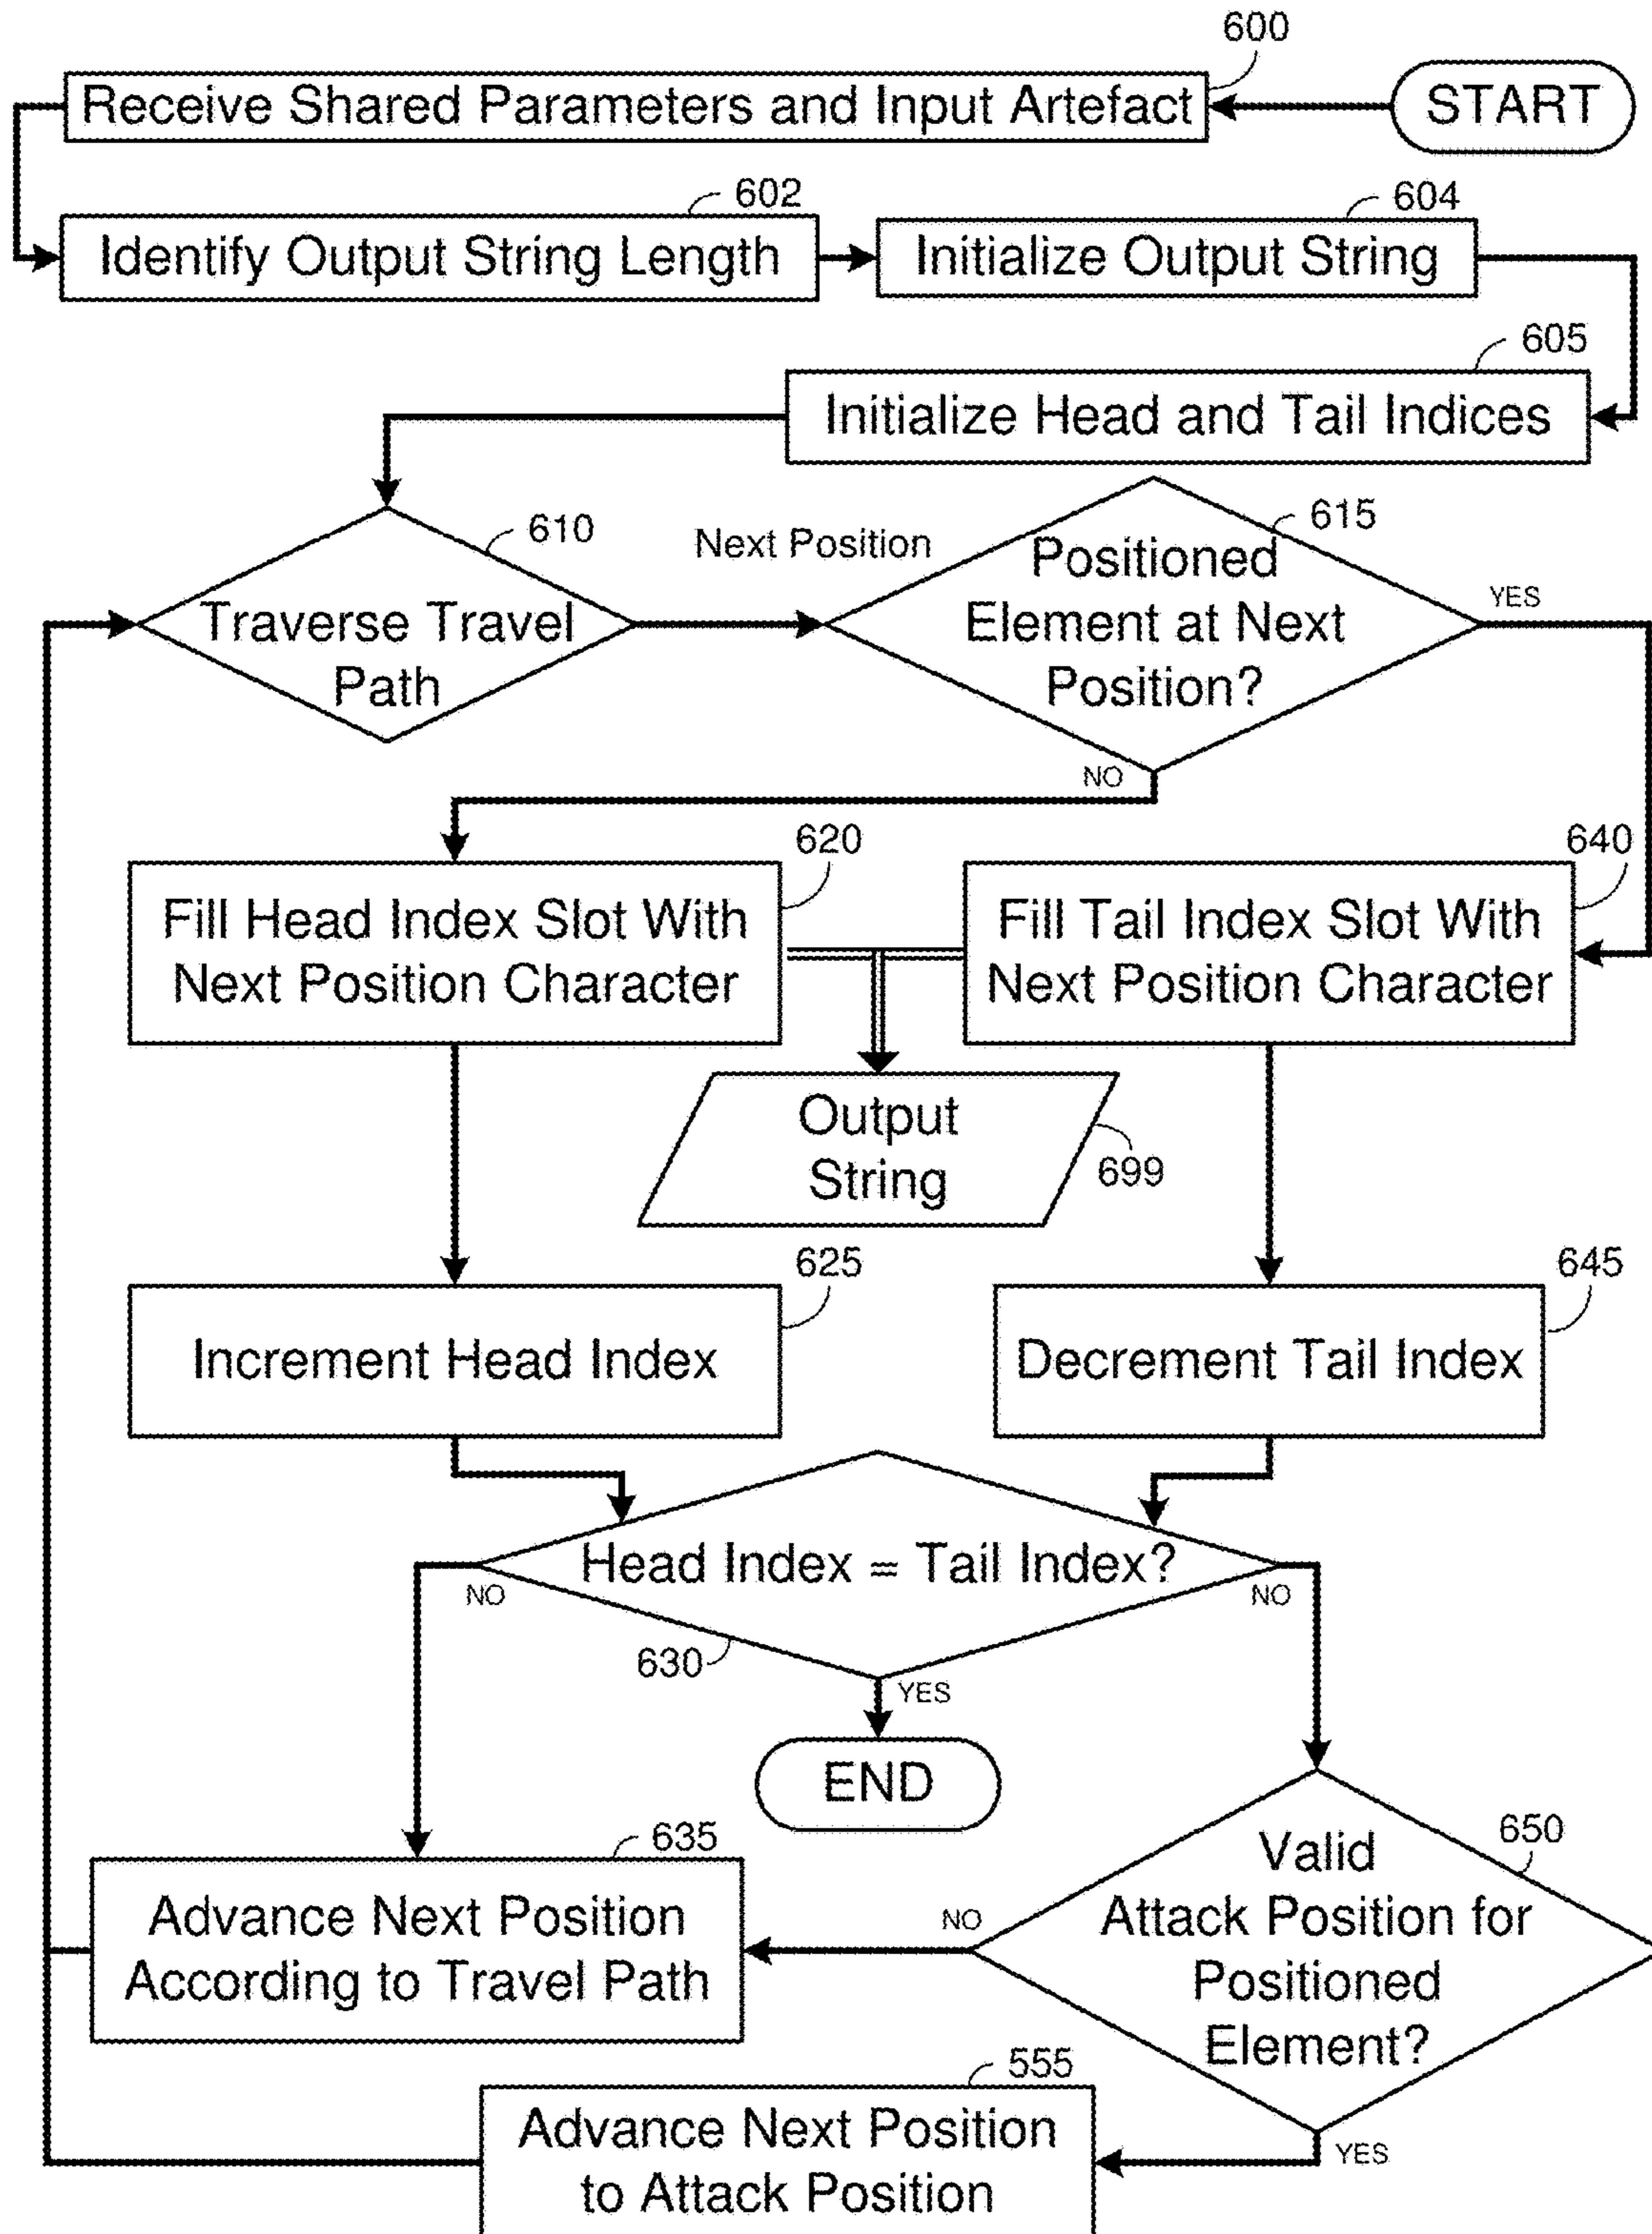 600
Receive Shared Parameters and Input Artefact
START
602
Identify Output String Length
604
Initialize Output String
605
Initialize Head and Tail Indices
610
Traverse Travel
Path
Next Position
615
Positioned
Element at Next
Position?
YES
NO
620
Fill Head Index Slot With
Next Position Character
640
Fill Tail Index Slot With
Next Position Character
Output
String
699
625
Increment Head Index
645
Decrement Tail Index
Head Index = Tail Index?
NO
NO
630
YES
END
635
Advance Next Position
According to Travel Path
650
Valid
Attack Position for
Positioned
Element?
NO
YES
555
Advance Next Position
to Attack Position